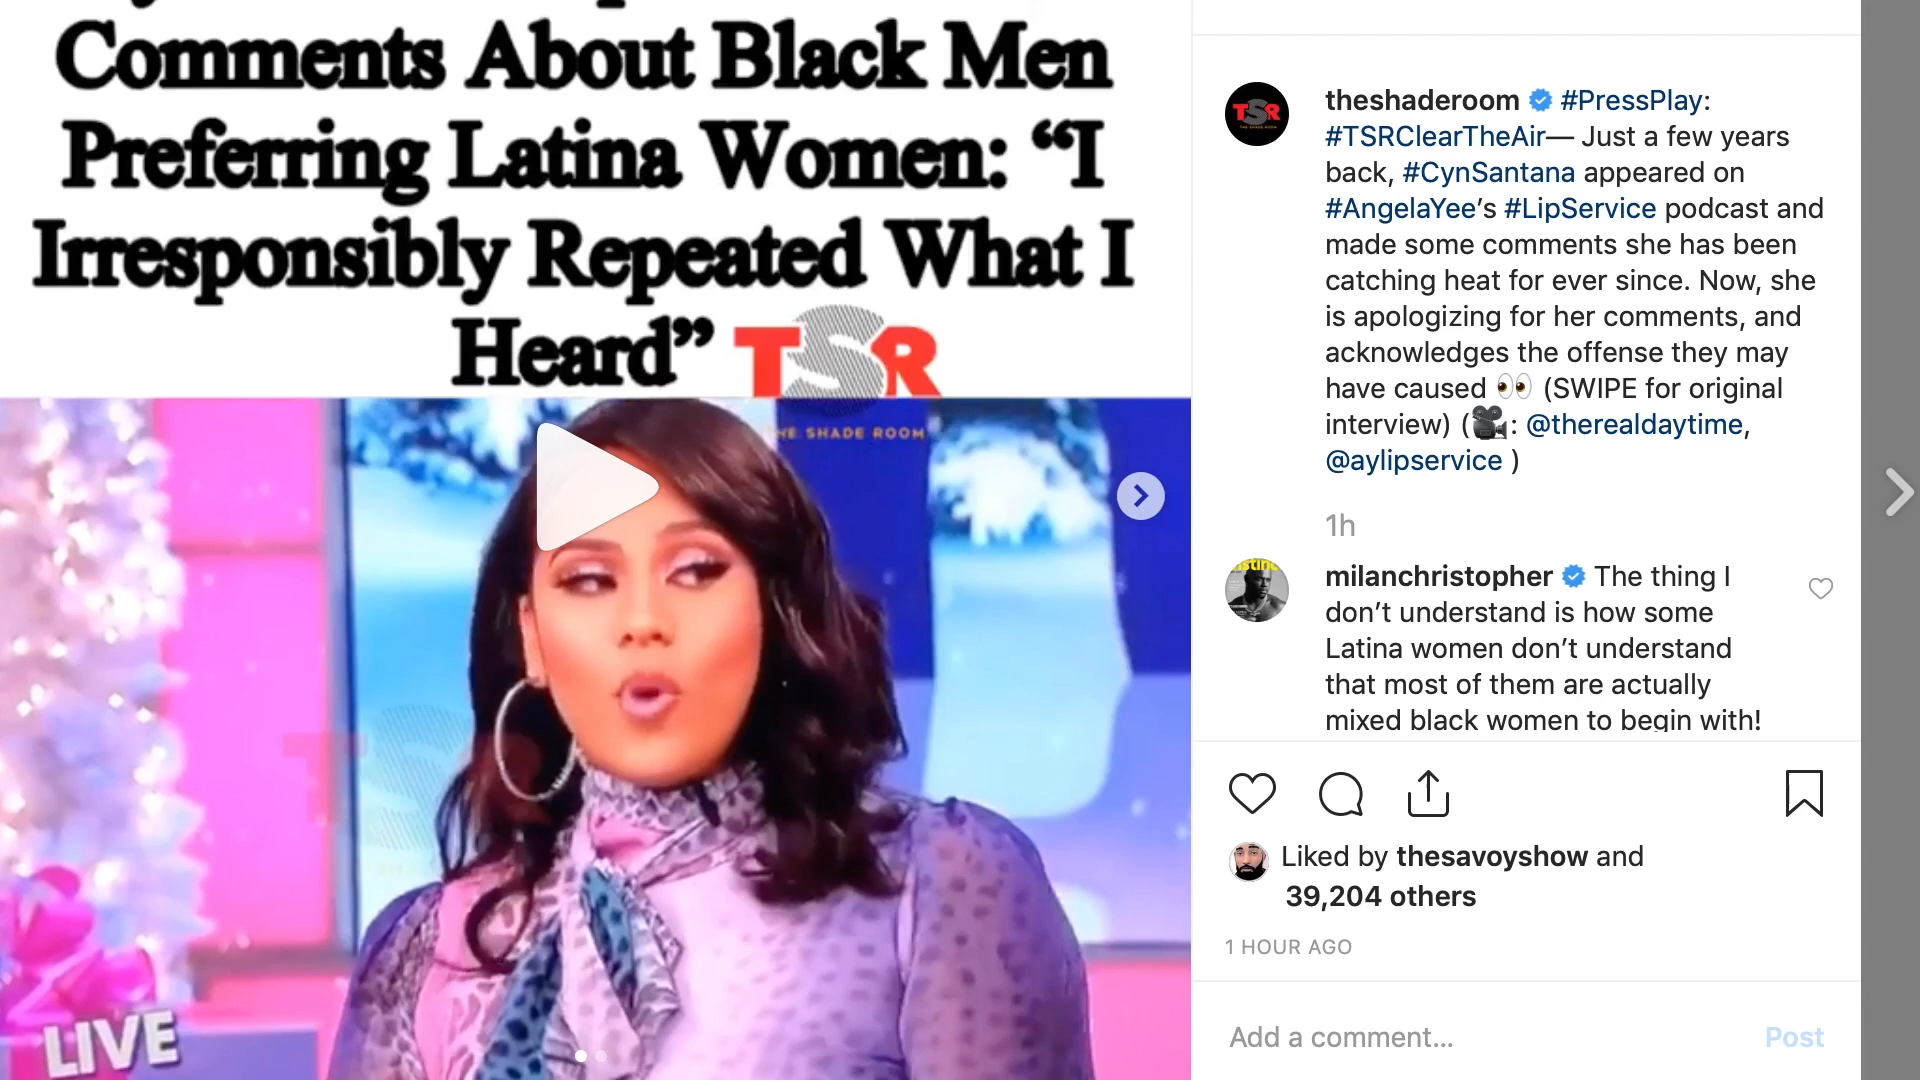 Comments About Black Men
Preferring Latina Women: “I
Irresponsibly Repeated What I
Heard” TSR
THE SHADE ROOM
LIVE
TSR
theshaderoom #PressPlay:
#TSRClearTheAir— Just a few years
back, #CynSantana appeared on
#AngelaYee’s #LipService podcast and
made some comments she has been
catching heat for ever since. Now, she
is apologizing for her comments, and
acknowledges the offense they may
have caused 👀 (SWIPE for original
interview) (🎥: @therealdaytime,
@aylipservice )
1h
milanchristopher The thing I
don’t understand is how some
Latina women don’t understand
that most of them are actually
mixed black women to begin with!
Liked by thesavoyshow and
39,204 others
1 HOUR AGO
Add a comment...
Post